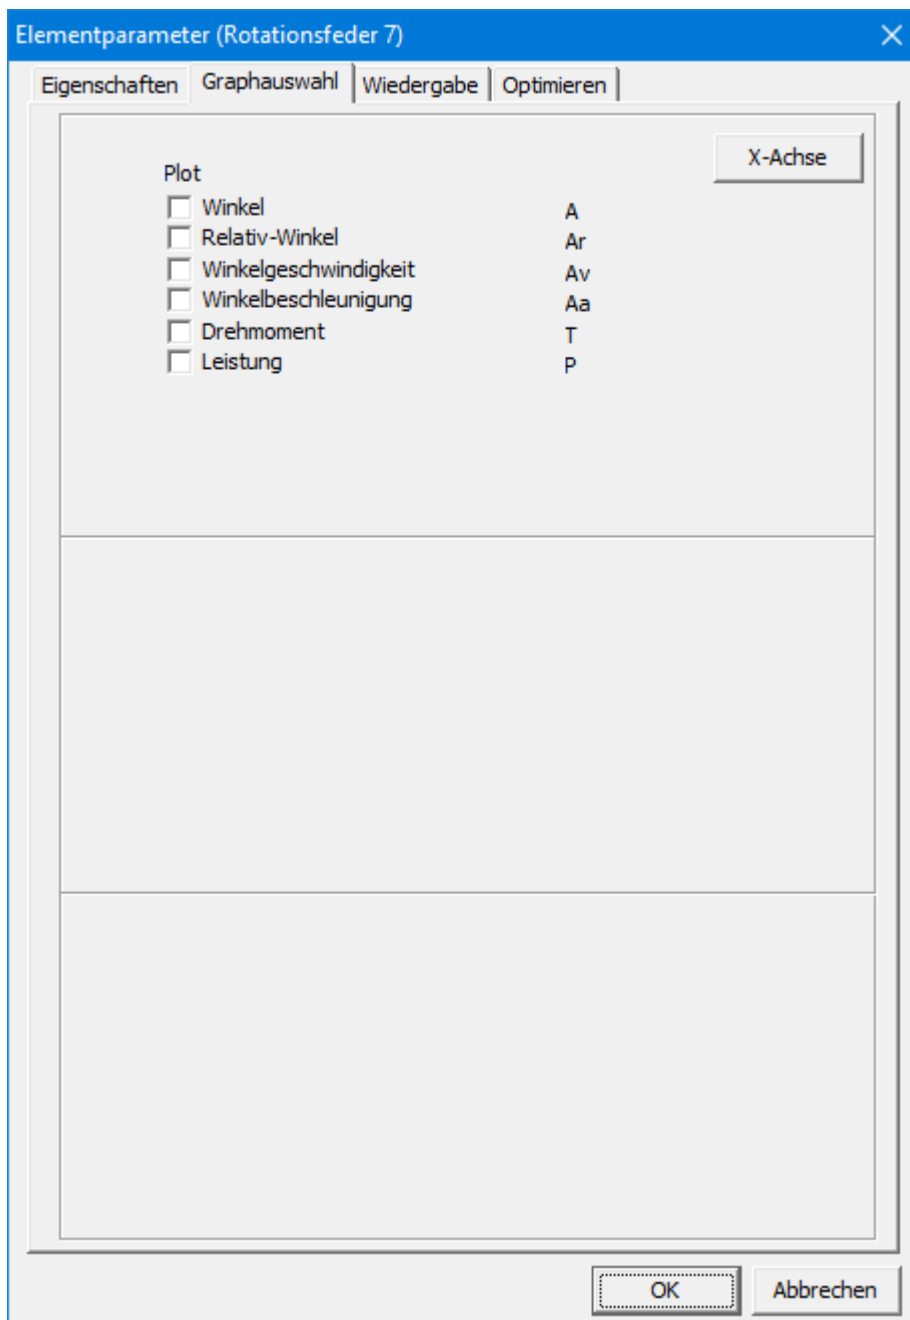 Elementparameter (Rotationsfeder 7)
Eigenschaften Graphauswahl Wiedergabe Optimieren
X-Achse
Plot
Winkel A
Relativ-Winkel Ar
Winkelgeschwindigkeit Av
Winkelbeschleunigung Aa
Drehmoment T
Leistung P
OK Abbrechen